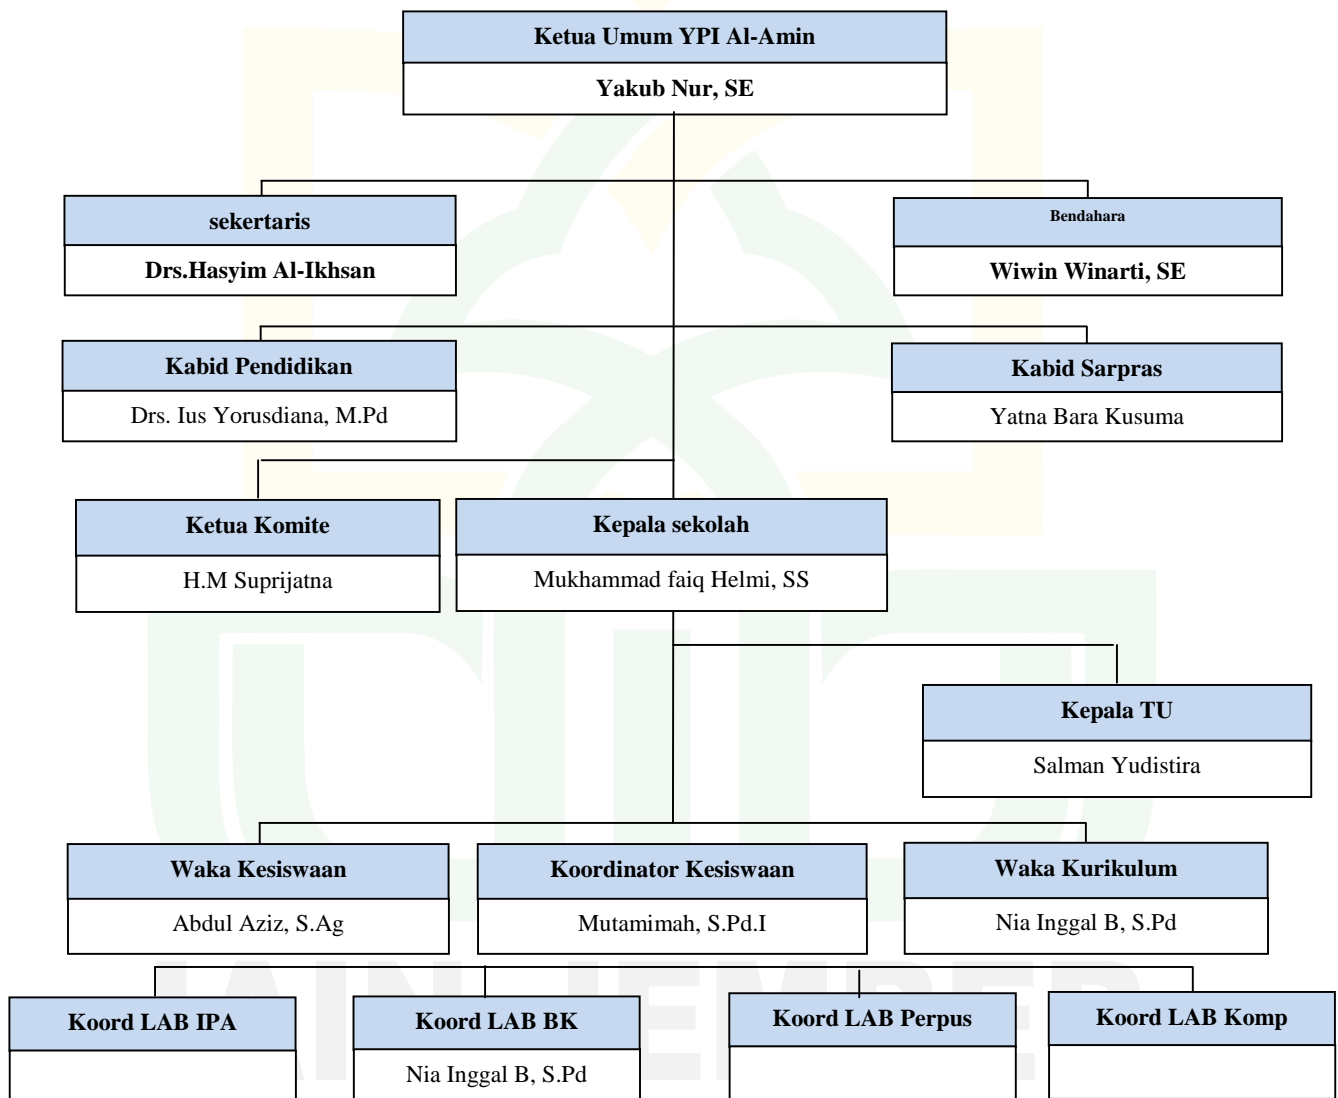 Ketua Umum YPI Al-Amin
Yakub Nur, SE
sekertaris
Drs.Hasyim Al-Ikhsan
Bendahara
Wiwin Winarti, SE
Kabid Pendidikan
Drs. Ius Yorusdiana, M.Pd
Kabid Sarpras
Yatna Bara Kusuma
Ketua Komite
H.M Suprijatna
Kepala sekolah
Mukhammad faiq Helmi, SS
Kepala TU
Salman Yudistira
Waka Kesiswaan
Abdul Aziz, S.Ag
Koordinator Kesiswaan
Mutamimah, S.Pd.I
Waka Kurikulum
Nia Inggal B, S.Pd
Koord LAB IPA
Koord LAB BK
Nia Inggal B, S.Pd
Koord LAB Perpus
Koord LAB Komp
IAIN JEMBER